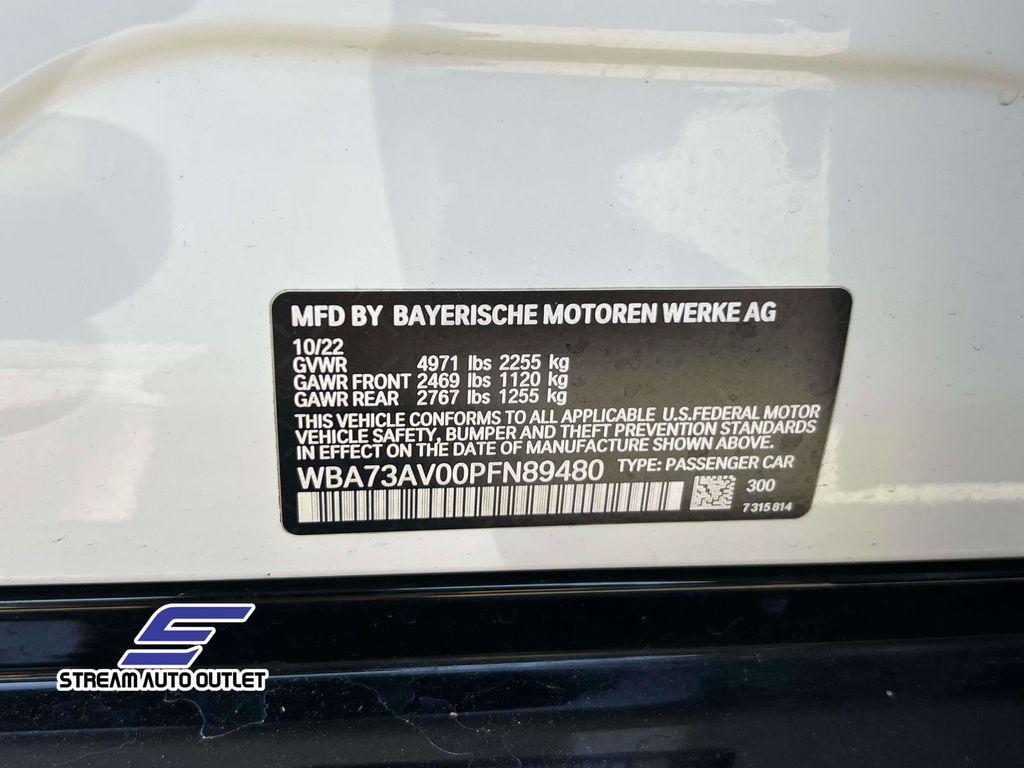 MFD BY BAYERISCHE MOTOREN WERKE AG
10/22
GVWR 4971 lbs 2255 kg
GAWR FRONT 2469 lbs 1120 kg
GAWR REAR 2767 lbs 1255 kg
THIS VEHICLE CONFORMS TO ALL APPLICABLE U.S.FEDERAL MOTOR
VEHICLE SAFETY, BUMPER AND THEFT PREVENTION STANDARDS
IN EFFECT ON THE DATE OF MANUFACTURE SHOWN ABOVE.
WBA73AV00PFN89480 TYPE: PASSENGER CAR
300
7 315 814
STREAM AUTO OUTLET